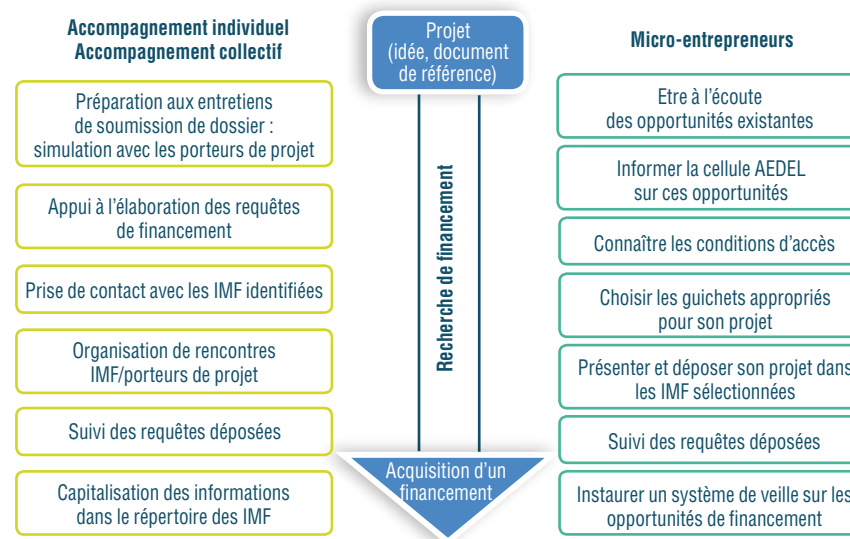 Accompagnement individuel
Accompagnement collectif
Préparation aux entretiens
de soumission de dossier :
simulation avec les porteurs de projet
Appui à l'élaboration des requêtes
de financement
Prise de contact avec les IMF identifiées
Organisation de rencontres
IMF/porteurs de projet
Suivi des requêtes déposées
Capitalisation des informations
dans le répertoire des IMF
Projet
(idée, document
de référence)
Recherche de financement
Acquisition d'un
financement
Micro-entrepreneurs
Etre à l'écoute
des opportunités existantes
Informer la cellule AEDEL
sur ces opportunités
Connaître les conditions d'accès
Choisir les guichets appropriés
pour son projet
Présenter et déposer son projet dans
les IMF sélectionnées
Suivi des requêtes déposées
Instaurer un système de veille sur les
opportunités de financement